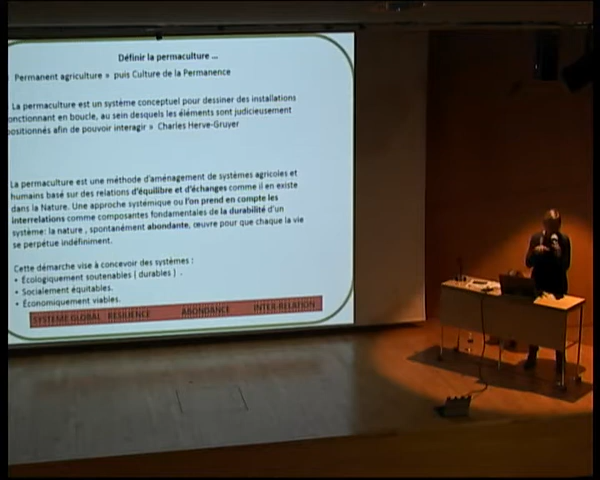 Définir la permaculture ...
Permanent agriculture » puis Culture de la Permanence
La permaculture est un système conceptuel pour dessiner des installations
onctionnant en boucle, au sein desquels les éléments sont judicieusement
positionnés afin de pouvoir interagir » Charles Herve-Gruyer
La permaculture est une méthode d'aménagement de systèmes agricoles et
humains basé sur des relations d'équilibre et d'échanges comme il en existe
dans la Nature. Une approche systémique ou l'on prend en compte les
interrelations comme composantes fondamentales de la durabilité d'un
système: la nature , spontanément abondante, œuvre pour que chaque la vie
se perpétue indéfiniment.
Cette démarche vise à concevoir des systèmes :
• Écologiquement soutenables [ durables ] .
• Socialement équitables.
• Économiquement viables.
SYSTEME GLOBAL RESILIENCE ABONDANCE INTER-RELATION